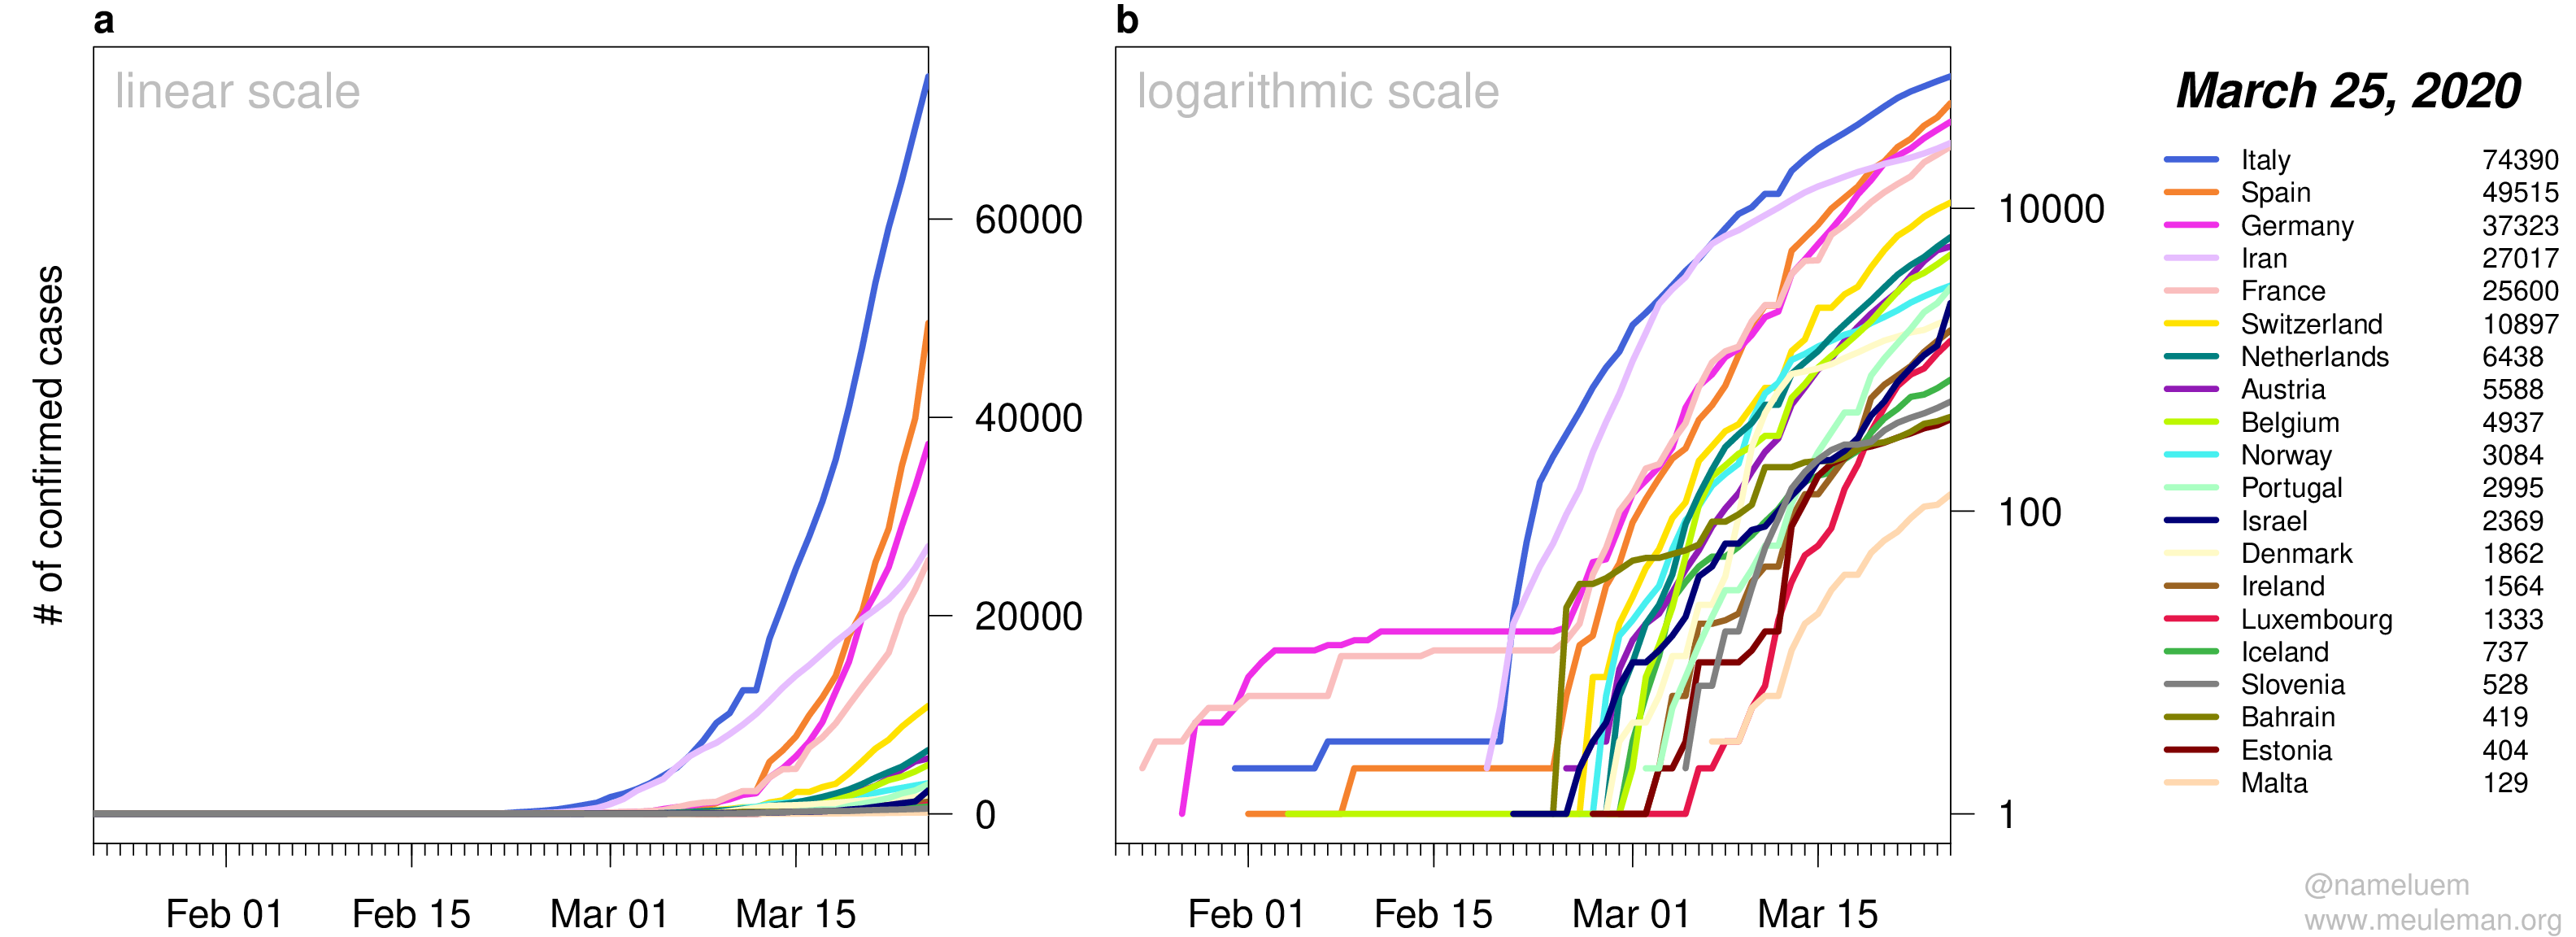 a
linear scale
# of confirmed cases
60000
40000
20000
0
Feb 01 Feb 15 Mar 01 Mar 15
b
logarithmic scale
10000
100
1
Feb 01 Feb 15 Mar 01 Mar 15
March 25, 2020
Italy 74390
Spain 49515
Germany 37323
Iran 27017
France 25600
Switzerland 10897
Netherlands 6438
Austria 5588
Belgium 4937
Norway 3084
Portugal 2995
Israel 2369
Denmark 1862
Ireland 1564
Luxembourg 1333
Iceland 737
Slovenia 528
Bahrain 419
Estonia 404
Malta 129
@nameluem
www.meuleman.org